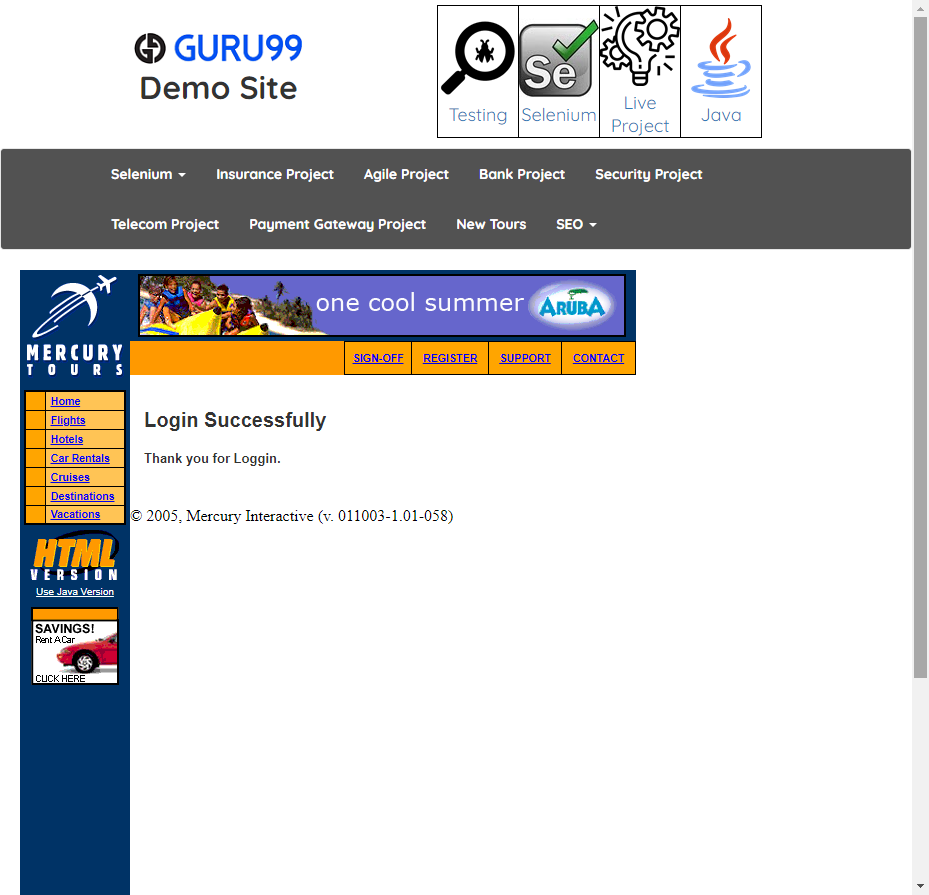 GURU99
Demo Site
Testing
Se
Selenium
Live
Project
Java
Selenium
Insurance Project
Agile Project
Bank Project
Security Project
Telecom Project
Payment Gateway Project
New Tours
SEO
MERCURY
TOURS
one cool summer
ARUBA
SIGN-OFF
REGISTER
SUPPORT
CONTACT
Home
Flights
Hotels
Car Rentals
Cruises
Destinations
Vacations
HTML
VERSION
Use Java Version
SAVINGS!
Rent A Car
CLICK HERE
Login Successfully
Thank you for Loggin.
© 2005, Mercury Interactive (v. 011003-1.01-058)